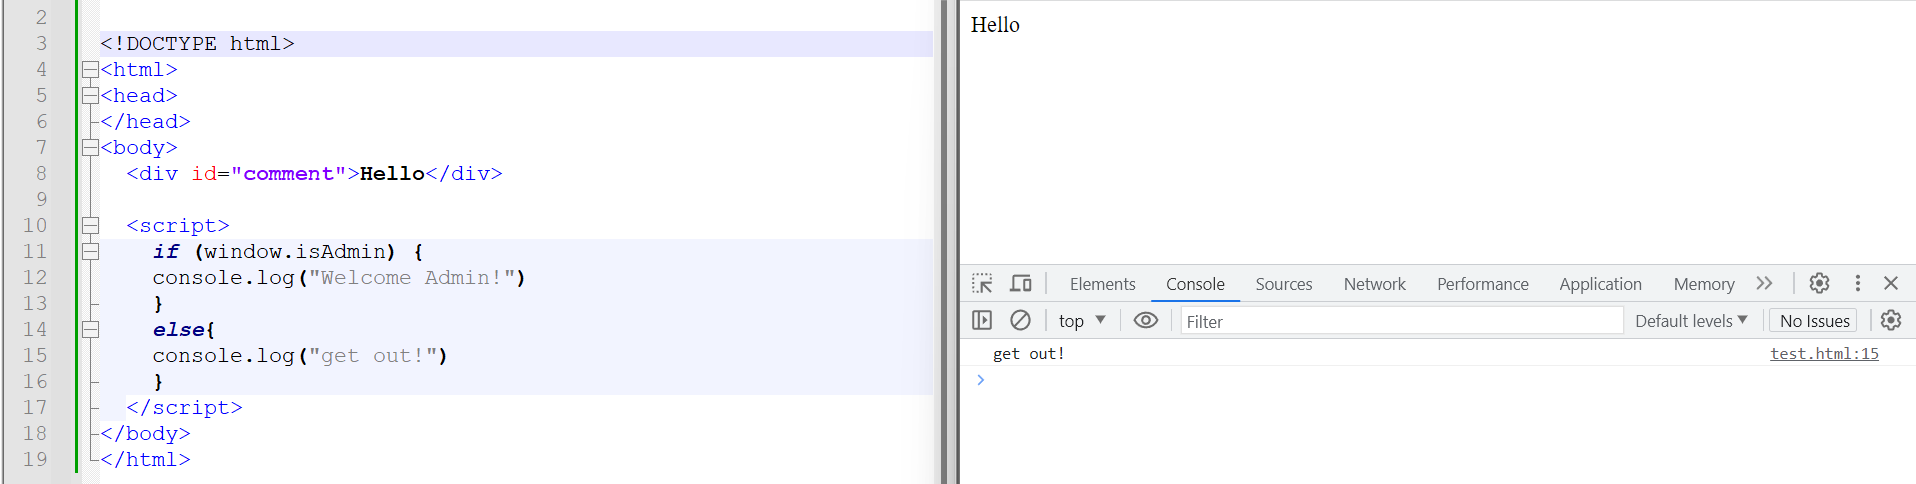 2
3 <!DOCTYPE html>
4 <html>
5 <head>
6 </head>
7 <body>
8 <div id="comment">Hello</div>
9
10 <script>
11 if (window.isAdmin) {
12 console.log("Welcome Admin!")
13 }
14 else{
15 console.log("get out!")
16 }
17 </script>
18 </body>
19 </html>
Hello
Elements Console Sources Network Performance Application Memory
top Filter Default levels No Issues
get out! test.html:15